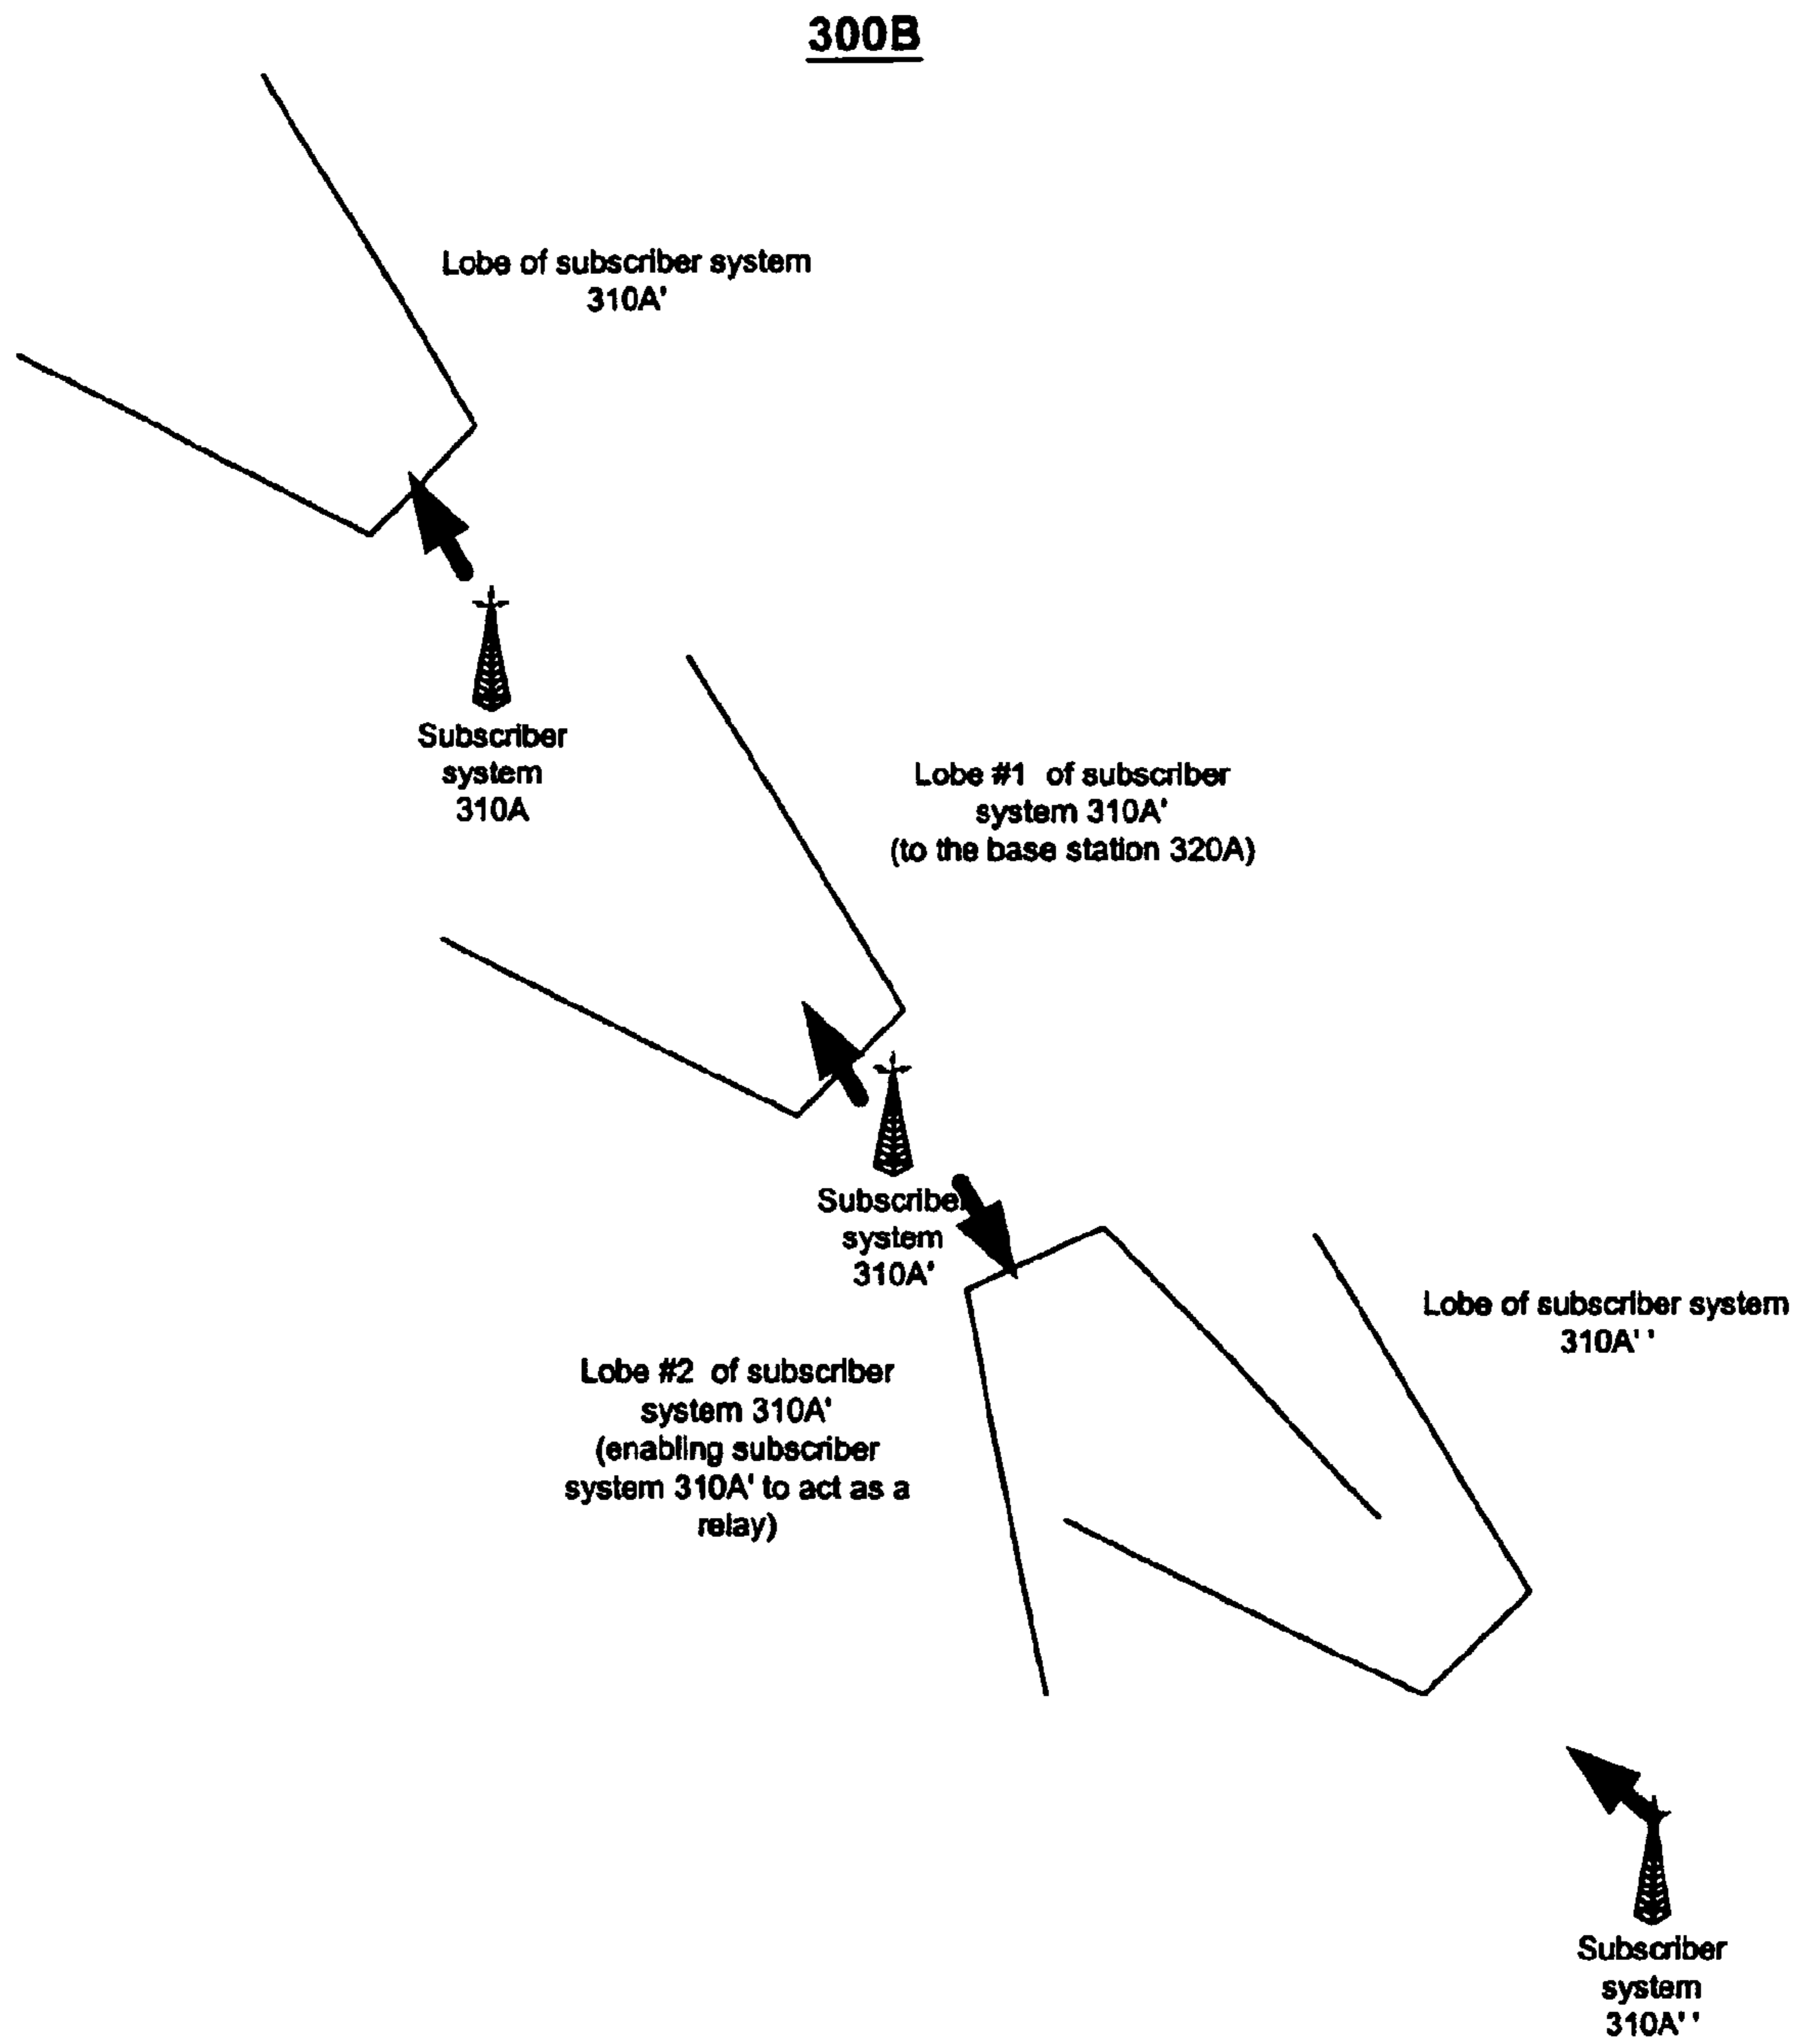 300B
Lobe of subscriber system
310A'
Subscriber
system
310A
Lobe #1 of subscriber
system 310A'
(to the base station 320A)
Subscriber
system
310A'
Lobe of subscriber system
310A''
Lobe #2 of subscriber
system 310A'
(enabling subscriber
system 310A' to act as a
relay)
Subscriber
system
310A''